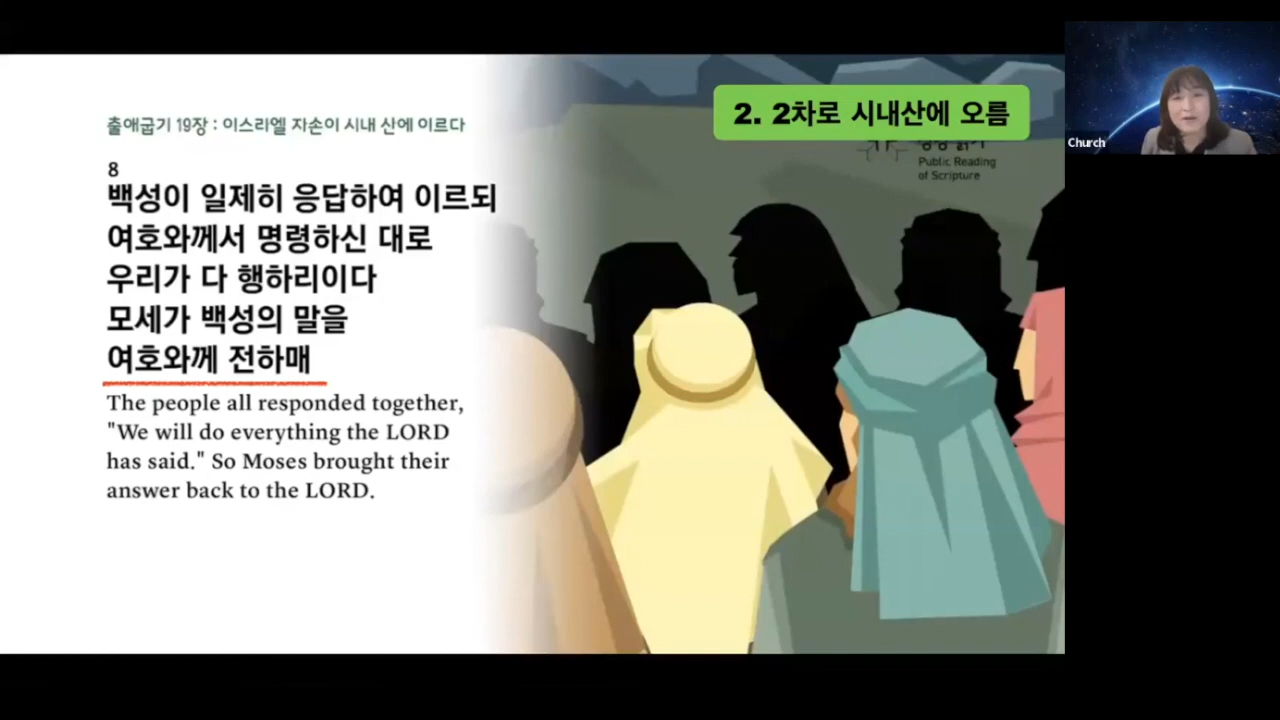 출애굽기 19장 : 이스라엘 자손이 시내 산에 이르다
8
백성이 일제히 응답하여 이르되
여호와께서 명령하신 대로
우리가 다 행하리이다
모세가 백성의 말을
여호와께 전하매
The people all responded together,
"We will do everything the LORD
has said." So Moses brought their
answer back to the LORD.
2. 2차로 시내산에 오름
Public Reading
of Scripture
Church